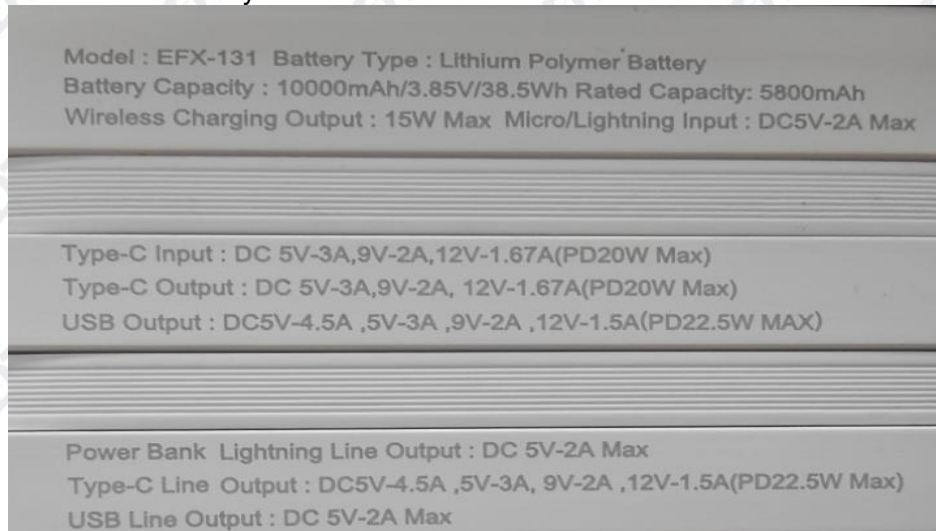 Model : EFX-131 Battery Type : Lithium Polymer Battery
Battery Capacity : 10000mAh/3.85V/38.5Wh Rated Capacity: 5800mAh
Wireless Charging Output : 15W Max Micro/Lightning Input : DC5V-2A Max
Type-C Input : DC 5V-3A,9V-2A,12V-1.67A(PD20W Max)
Type-C Output : DC 5V-3A,9V-2A, 12V-1.67A(PD20W Max)
USB Output : DC5V-4.5A ,5V-3A ,9V-2A ,12V-1.5A(PD22.5W MAX)
Power Bank Lightning Line Output : DC 5V-2A Max
Type-C Line Output : DC5V-4.5A ,5V-3A, 9V-2A ,12V-1.5A(PD22.5W Max)
USB Line Output : DC 5V-2A Max